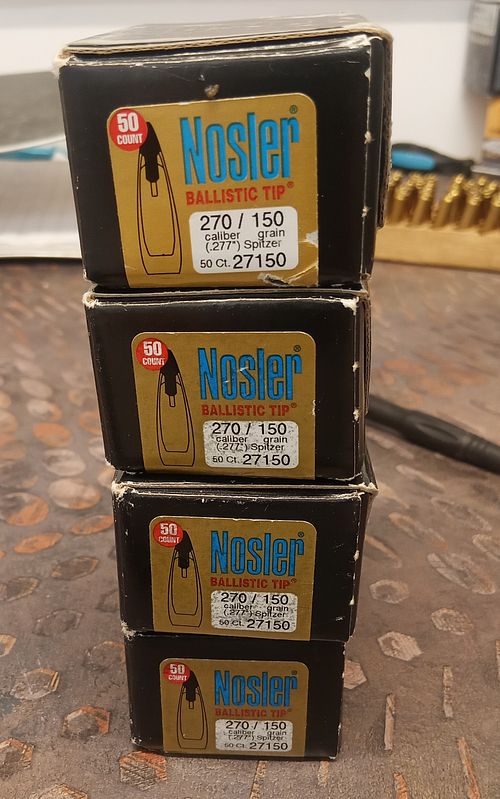 50
COUNT
Nosler®
BALLISTIC TIP®
270 / 150
caliber grain
(.277") Spitzer
50 Ct. 27150
50
COUNT
Nosler®
BALLISTIC TIP®
270 / 150
caliber grain
(.277") Spitzer
50 Ct. 27150
50
COUNT
Nosler®
BALLISTIC TIP®
270 / 150
caliber grain
(.277") Spitzer
50 Ct. 27150
50
COUNT
Nosler®
BALLISTIC TIP®
270 / 150
caliber grain
(.277") Spitzer
50 Ct. 27150